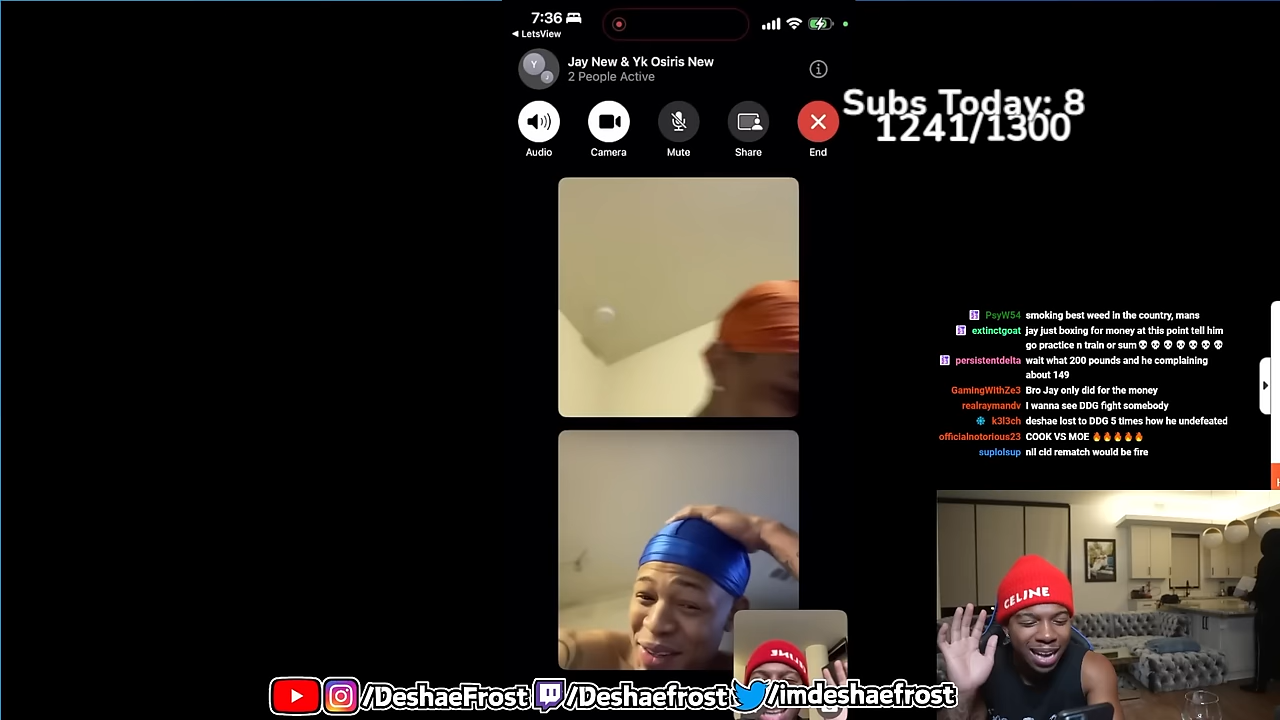 7:36
◀ LetsView
Y
J
Jay New & Yk Osiris New
2 People Active
Audio
Camera
Mute
Share
End
Subs Today: 8
1241/1300
PsyW54 smoking best weed in the country, mans
extinctgoat jay just boxing for money at this point tell him
go practice n train or sum💀 💀 💀 💀 💀 💀 💀
persistentdelta wait what 200 pounds and he complaining
about 149
GamingWithZe3 Bro Jay only did for the money
realraymandv I wanna see DDG fight somebody
k3l3ch deshae lost to DDG 5 times how he undefeated
officialnotorious23 COOK VS MOE 🔥🔥🔥🔥🔥
suplolsup nil cid rematch would be fire
CELINE
CELINE
/DeshaeFrost /Deshaefrost /imdeshaefrost